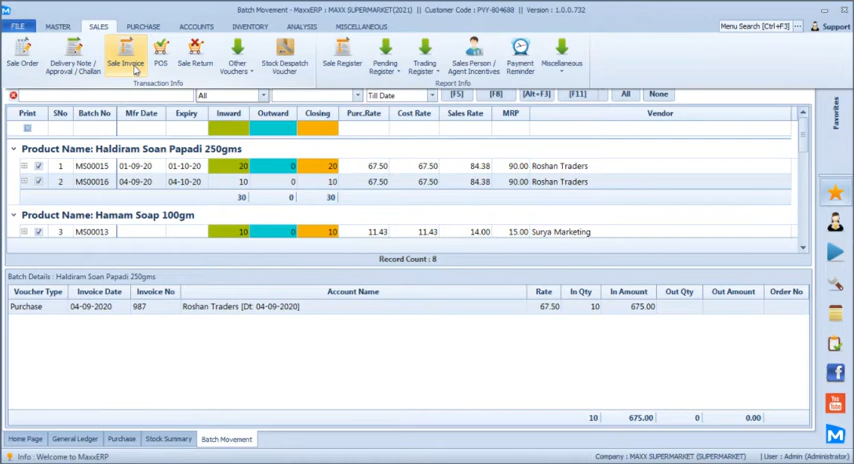 Batch Movement - MaxxERP : MAXX SUPERMARKET(2021) || Customer Code : PVY-804688 || Version : 1.0.0.732
FILE MASTER SALES PURCHASE ACCOUNTS INVENTORY ANALYSIS MISCELLANEOUS Menu Search [Ctrl+F3] ... Support
Sale Order Delivery Note / Approval / Challan Sale Invoice POS Sale Return Other Vouchers Stock Despatch Voucher Sale Register Pending Register Trading Register Sales Person / Agent Incentives Payment Reminder Miscellaneous
Transaction Info Report Info
All Till Date [F5] [F8] [Alt+F3] [F11] All None
Print SNo Batch No Mfr Date Expiry Inward Outward Closing Purc.Rate Cost Rate Sales Rate MRP Vendor
Product Name: Haldiram Soan Papadi 250gms
1 MS00015 01-09-20 01-10-20 20 0 20 67.50 67.50 84.38 90.00 Roshan Traders
2 MS00016 04-09-20 04-10-20 10 0 10 67.50 67.50 84.38 90.00 Roshan Traders
30 0 30
Product Name: Hamam Soap 100gm
3 MS00013 10 0 10 11.43 11.43 14.00 15.00 Surya Marketing
Record Count : 8
Batch Details : Haldiram Soan Papadi 250gms
Voucher Type Invoice Date Invoice No Account Name Rate In Qty In Amount Out Qty Out Amount Order No
Purchase 04-09-2020 987 Roshan Traders [Dt: 04-09-2020] 67.50 10 675.00
10 675.00 0 0.00
Home Page General Ledger Purchase Stock Summary Batch Movement
Info : Welcome to MaxxERP Company : MAXX SUPERMARKET (SUPERMARKET) User : Admin (Administrator)
Favorites
You Tube